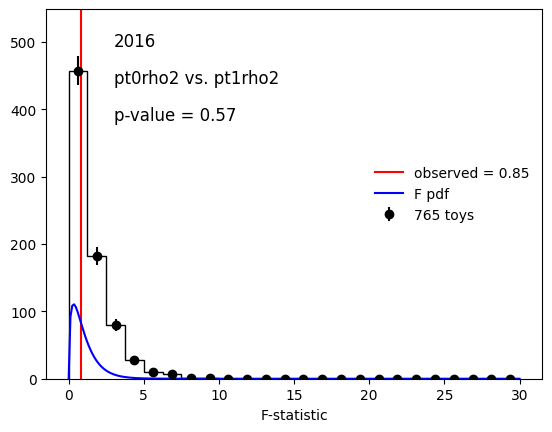 2016
pt0rho2 vs. pt1rho2
p-value = 0.57
observed = 0.85
F pdf
765 toys
500
400
300
200
100
0
0 5 10 15 20 25 30
F-statistic